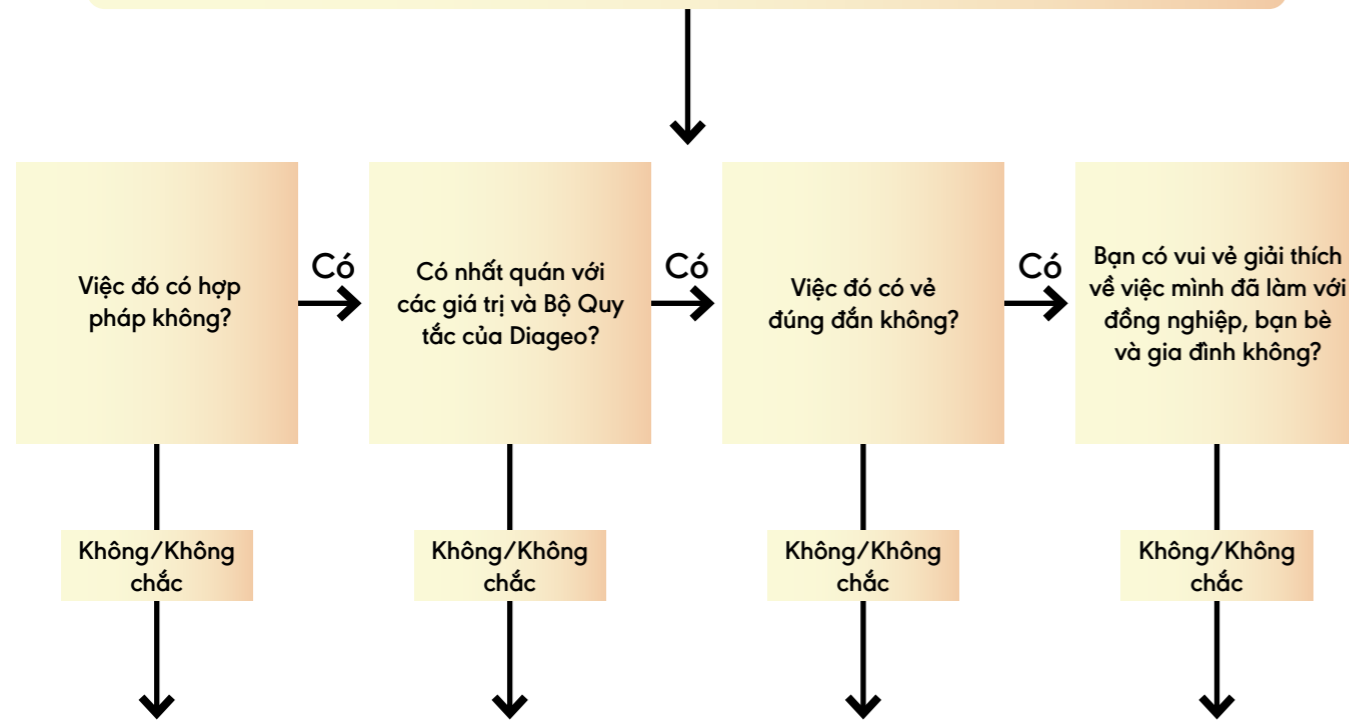 Việc đó có hợp
pháp không?
Có
Có nhất quán với
các giá trị và Bộ Quy
tắc của Diageo?
Có
Việc đó có vẻ
đúng đắn không?
Có
Bạn có vui vẻ giải thích
về việc mình đã làm với
đồng nghiệp, bạn bè
và gia đình không?
Không/Không
chắc
Không/Không
chắc
Không/Không
chắc
Không/Không
chắc